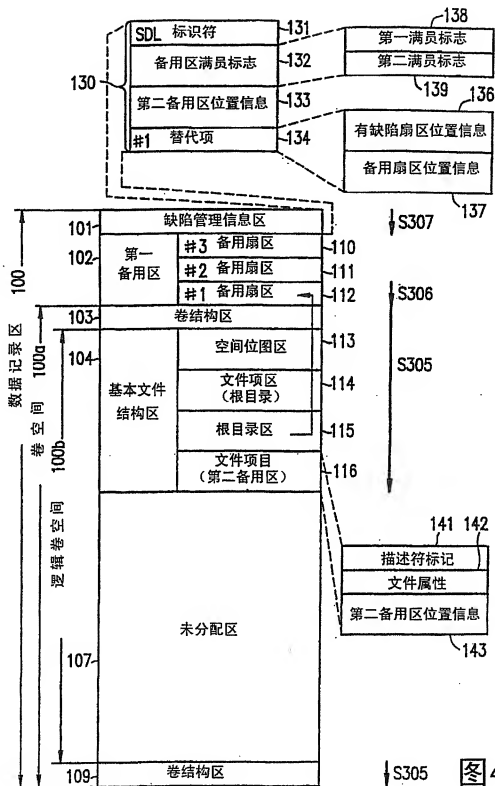 SDL 标识符
131
备用区满员标志
132
130
第二备用区位置信息
133
#1 替代项
134
138
第一满员标志
第二满员标志
139
136
有缺陷扇区位置信息
备用扇区位置信息
137
101
缺陷管理信息区
S307
102
第一
备用区
#3 备用扇区
110
#2 备用扇区
111
#1 备用扇区
112
S306
103
卷结构区
104
基本文件
结构区
空间位图区
113
S305
文件项区
(根目录)
114
根目录区
115
文件项目
(第二备用区)
116
100
数据记录区
100a
卷空间
100b
逻辑卷空间
141
142
描述符标记
文件属性
第二备用区位置信息
143
未分配区
107
卷结构区
109
S305
图4